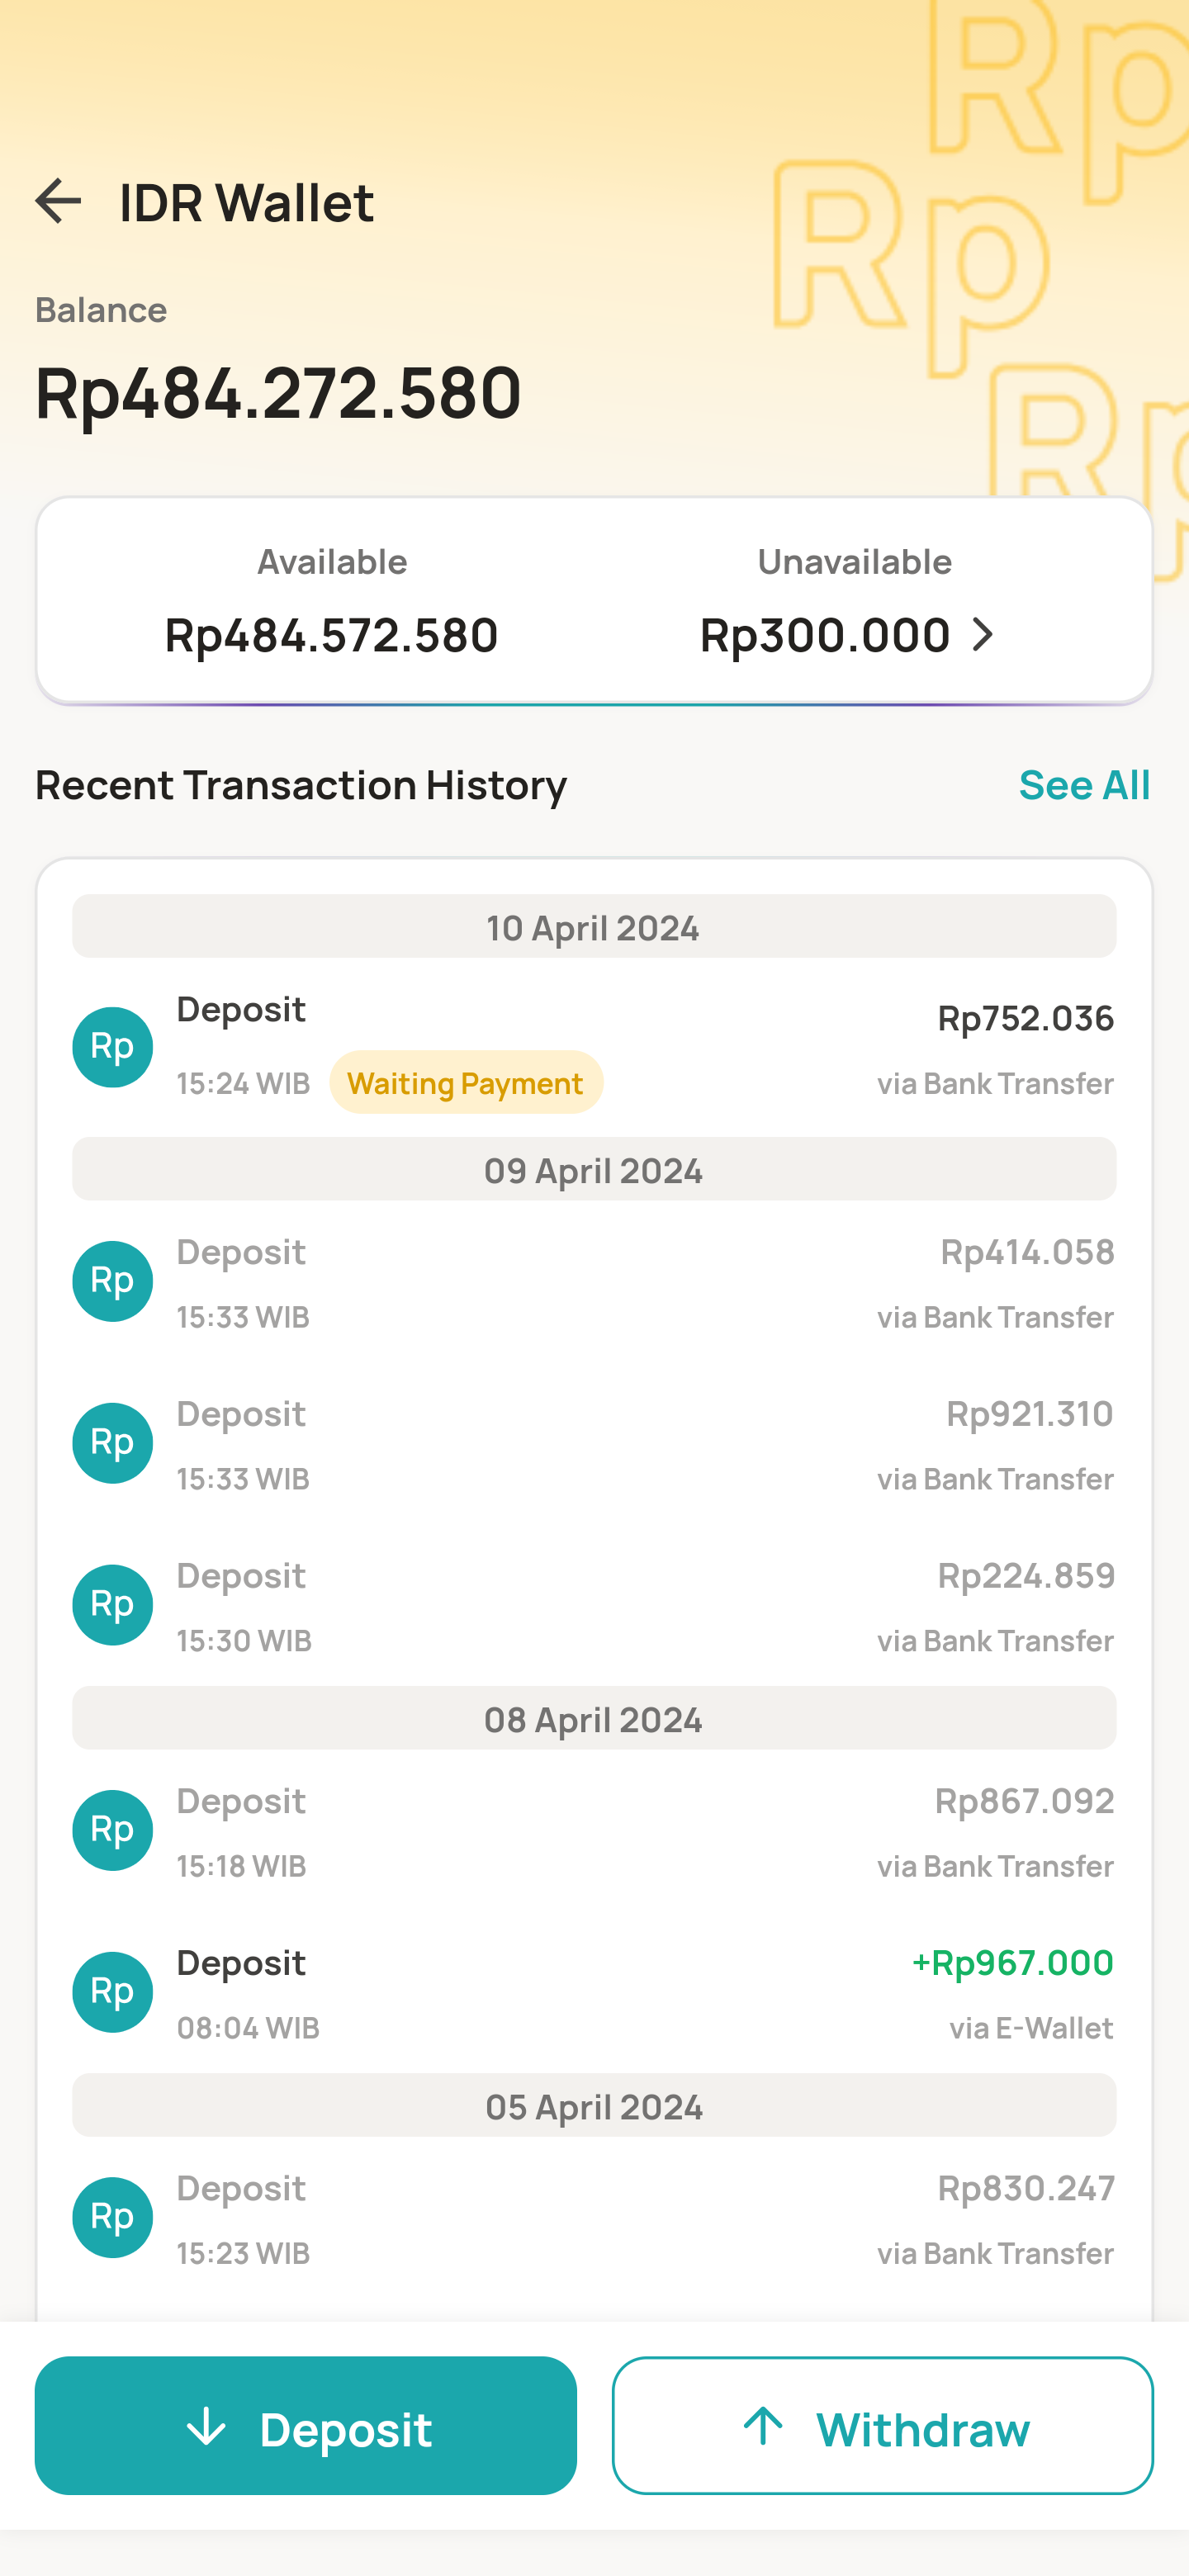 Rp
IDR Wallet
Rp
Balance
Rp484.272.580
Rp
Available
Unavailable
Rp484.572.580
Rp300.000
Recent Transaction History
See All
10 April 2024
Rp
Deposit
Rp752.036
15:24 WIB
Waiting Payment
via Bank Transfer
09 April 2024
Rp
Deposit
Rp414.058
15:33 WIB
via Bank Transfer
Rp
Deposit
Rp921.310
15:33 WIB
via Bank Transfer
Rp
Deposit
Rp224.859
15:30 WIB
via Bank Transfer
08 April 2024
Rp
Deposit
Rp867.092
15:18 WIB
via Bank Transfer
Rp
Deposit
+Rp967.000
08:04 WIB
via E-Wallet
05 April 2024
Rp
Deposit
Rp830.247
15:23 WIB
via Bank Transfer
Deposit
Withdraw